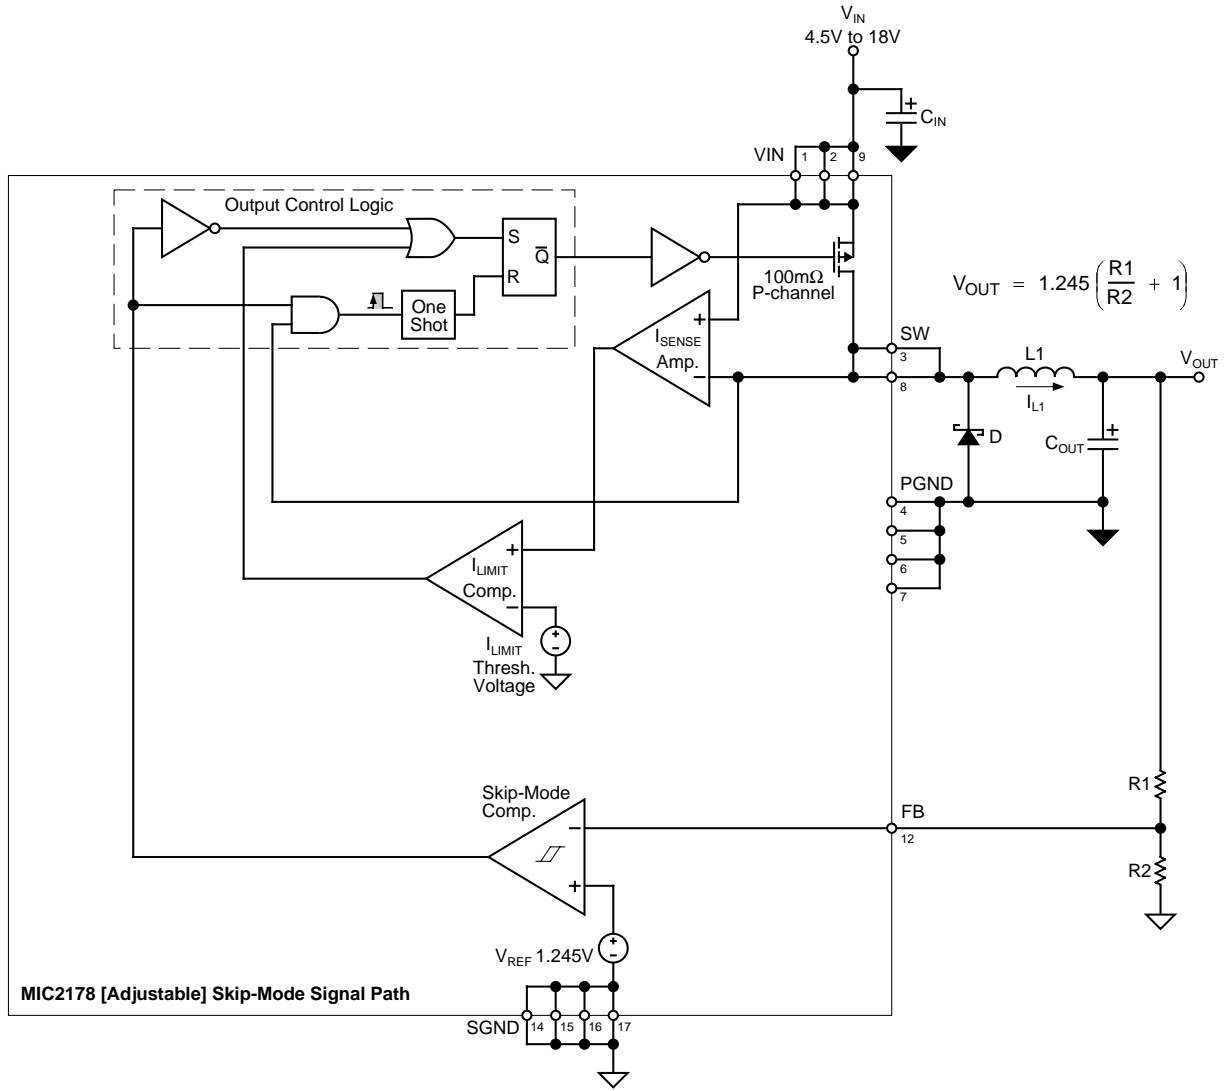 V_IN
4.5V to 18V
C_IN
VIN
1 2 9
Output Control Logic
S
Q̅
R
One
Shot
100mΩ
P-channel
V_OUT = 1.245 (R1/R2 + 1)
+
I_SENSE
Amp.
−
SW
3
8
L1
I_L1
V_OUT
D
C_OUT
+
PGND
4
5
6
7
+
I_LIMIT
Comp.
−
I_LIMIT
Thresh.
Voltage
+
−
Skip-Mode
Comp.
−
+
FB
12
R1
R2
V_REF 1.245V
+
−
MIC2178 [Adjustable] Skip-Mode Signal Path
SGND
14 15 16 17